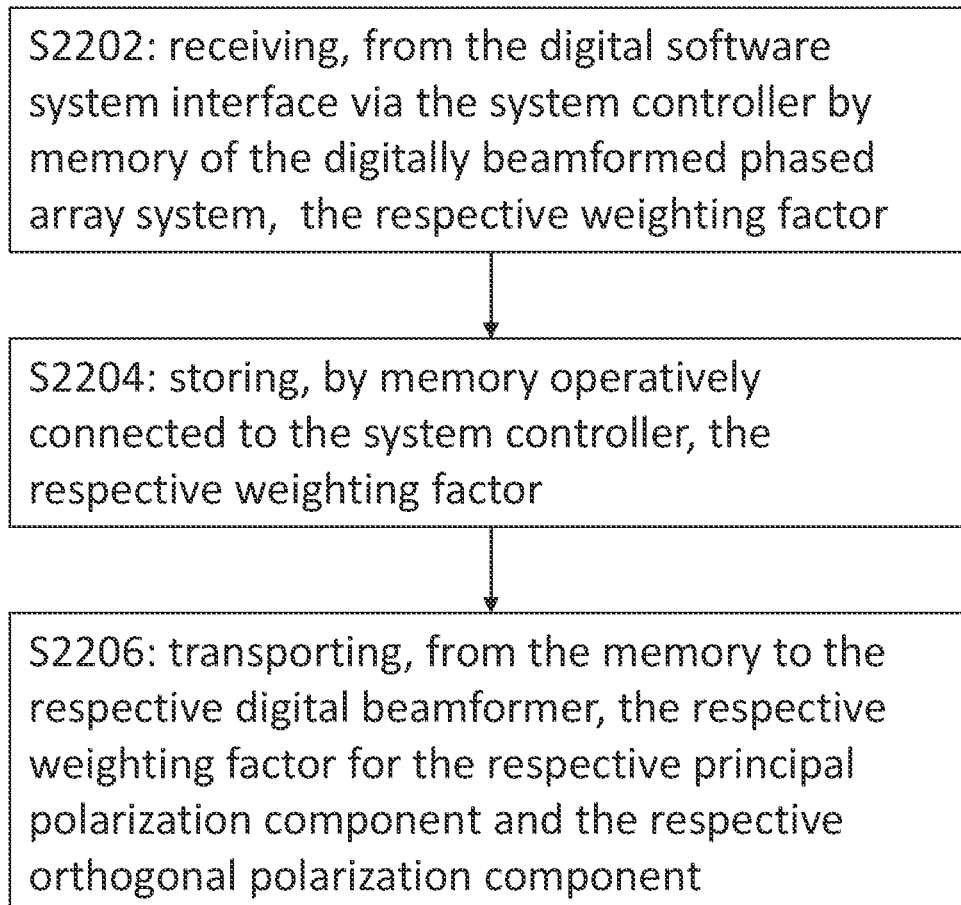 S2202: receiving, from the digital software
system interface via the system controller by
memory of the digitally beamformed phased
array system,  the respective weighting factor
S2204: storing, by memory operatively
connected to the system controller, the
respective weighting factor
S2206: transporting, from the memory to the
respective digital beamformer, the respective
weighting factor for the respective principal
polarization component and the respective
orthogonal polarization component